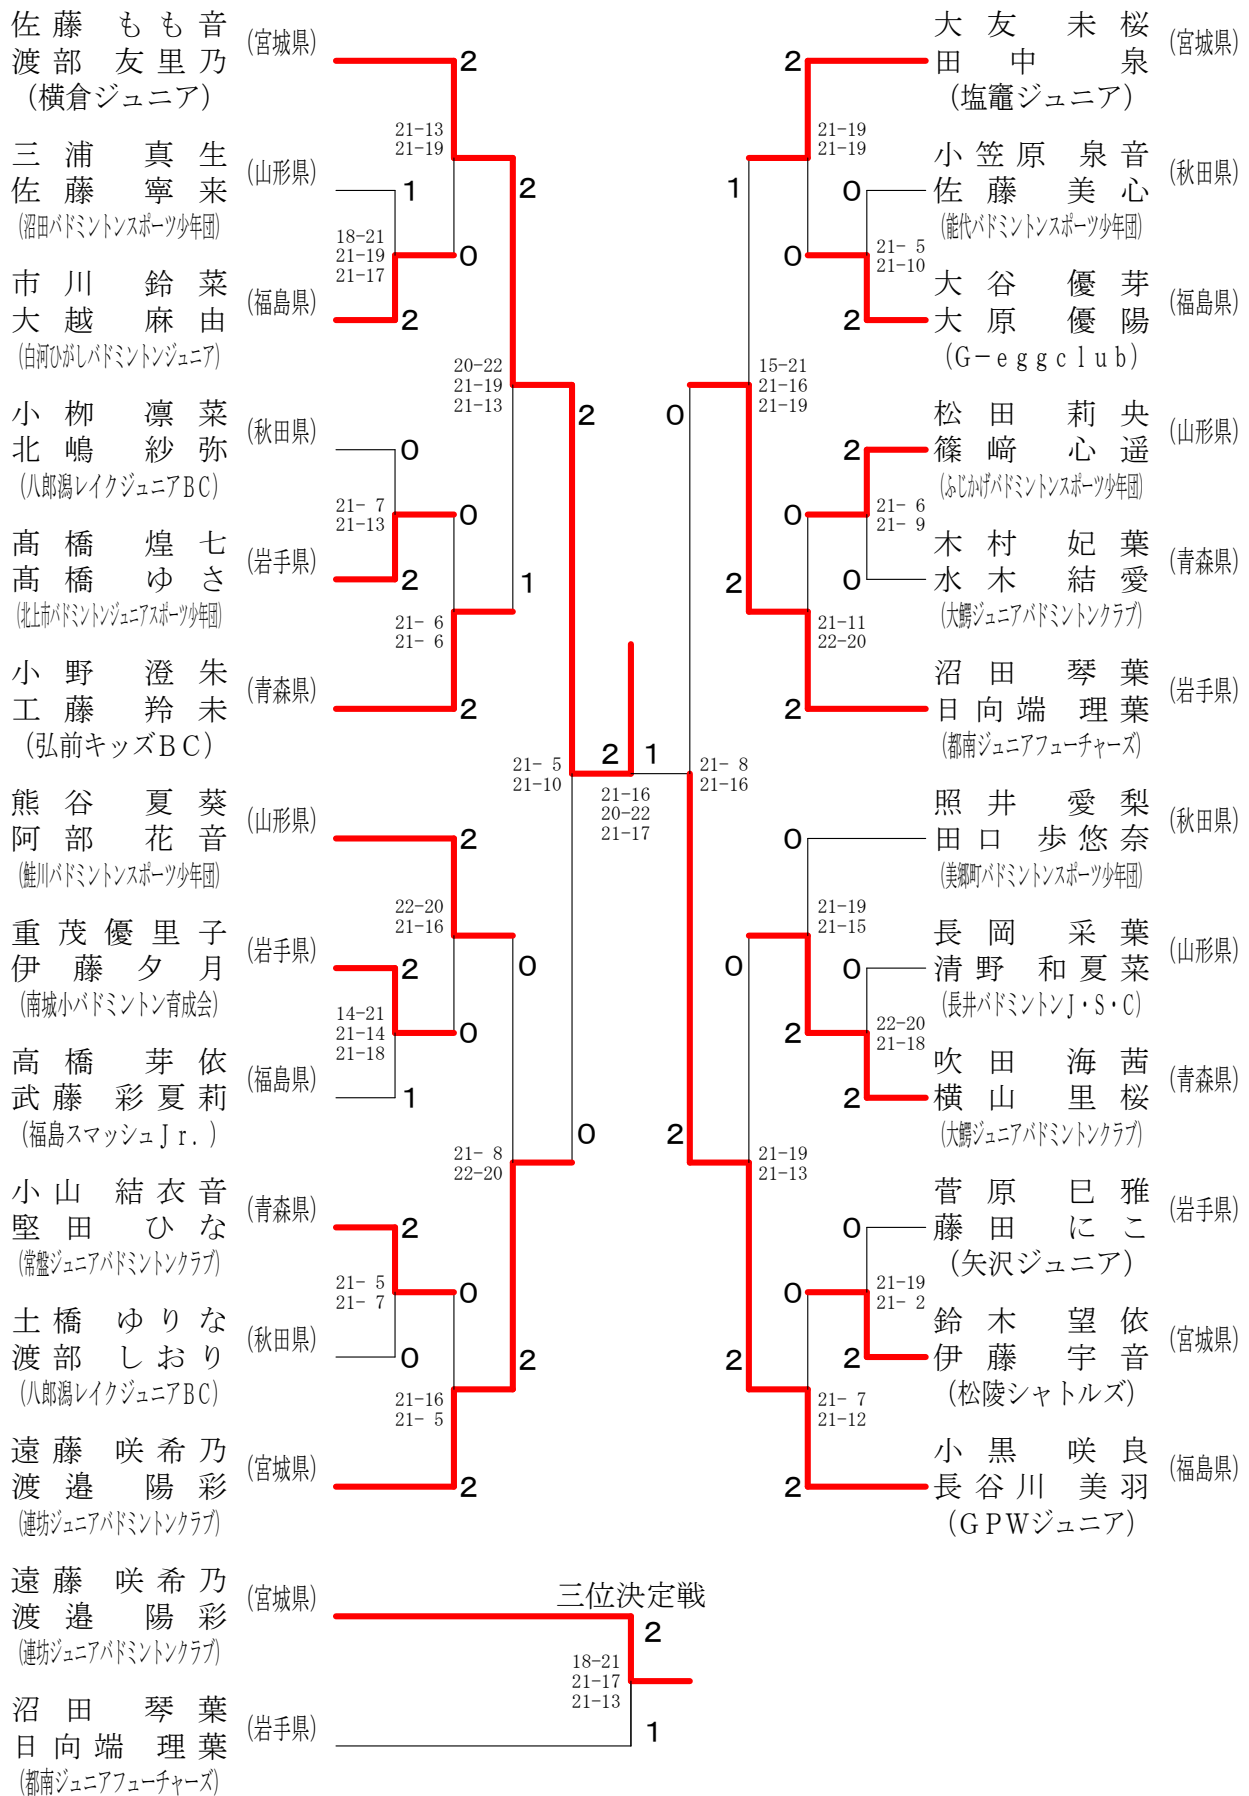 佐藤 もも音
渡部 友里乃
(横倉ジュニア)
(宮城県)
2
21-13
21-19
三浦 真生
佐藤 寧来
(沼田バドミントンスポーツ少年団)
(山形県)
1
2
18-21
21-19
21-17
0
市川 鈴菜
大越 麻由
(白河ひがしバドミントンジュニア)
(福島県)
2
20-22
21-19
21-13
2
小栁 凛菜
北嶋 紗弥
(八郎潟レイクジュニアBC)
(秋田県)
0
21- 7
21-13
0
髙橋 煌七
髙橋 ゆさ
(北上市バドミントンジュニアスポーツ少年団)
(岩手県)
2
1
21- 6
21- 6
小野 澄朱
工藤 羚未
(弘前キッズBC)
(青森県)
2
21- 5
21-10
2
1
21-16
20-22
21-17
熊谷 夏葵
阿部 花音
(鮭川バドミントンスポーツ少年団)
(山形県)
2
22-20
21-16
重茂優里子
伊藤夕月
(南城小バドミントン育成会)
(岩手県)
2
0
14-21
21-14
21-18
0
高橋 芽依
武藤 彩夏莉
(福島スマッシュJr.)
(福島県)
1
0
21- 8
22-20
小山 結衣音
堅田 ひな
(常盤ジュニアバドミントンクラブ)
(青森県)
2
21- 5
21- 7
0
土橋 ゆりな
渡部 しおり
(八郎潟レイクジュニアBC)
(秋田県)
0
2
21-16
21- 5
遠藤 咲希乃
渡邉 陽彩
(連坊ジュニアバドミントンクラブ)
(宮城県)
2
大友 未桜
田中 泉
(塩竈ジュニア)
(宮城県)
2
21-19
21-19
1
小笠原 泉音
佐藤 美心
(能代バドミントンスポーツ少年団)
(秋田県)
0
21- 5
21-10
0
大谷 優芽
大原 優陽
(G-eggclub)
(福島県)
2
15-21
21-16
21-19
0
松田 莉央
篠﨑 心遥
(ふじかげバドミントンスポーツ少年団)
(山形県)
2
21- 6
21- 9
0
木村 妃葉
水木 結愛
(大鰐ジュニアバドミントンクラブ)
(青森県)
0
2
21-11
22-20
沼田 琴葉
日向端 理葉
(都南ジュニアフューチャーズ)
(岩手県)
2
21- 8
21-16
照井 愛梨
田口 歩悠奈
(美郷町バドミントンスポーツ少年団)
(秋田県)
0
21-19
21-15
長岡 采葉
清野 和夏菜
(長井バドミントンJ・S・C)
(山形県)
0
0
22-20
21-18
2
吹田 海茜
横山 里桜
(大鰐ジュニアバドミントンクラブ)
(青森県)
2
2
21-19
21-13
菅原 巳雅
藤田 にこ
(矢沢ジュニア)
(岩手県)
0
21-19
21- 2
0
鈴木 望依
伊藤 宇音
(松陵シャトルズ)
(宮城県)
2
2
21- 7
21-12
小黒 咲良
長谷川 美羽
(GPWジュニア)
(福島県)
2
三位決定戦
遠藤 咲希乃
渡邉 陽彩
(連坊ジュニアバドミントンクラブ)
(宮城県)
2
18-21
21-17
21-13
沼田 琴葉
日向端 理葉
(都南ジュニアフューチャーズ)
(岩手県)
1